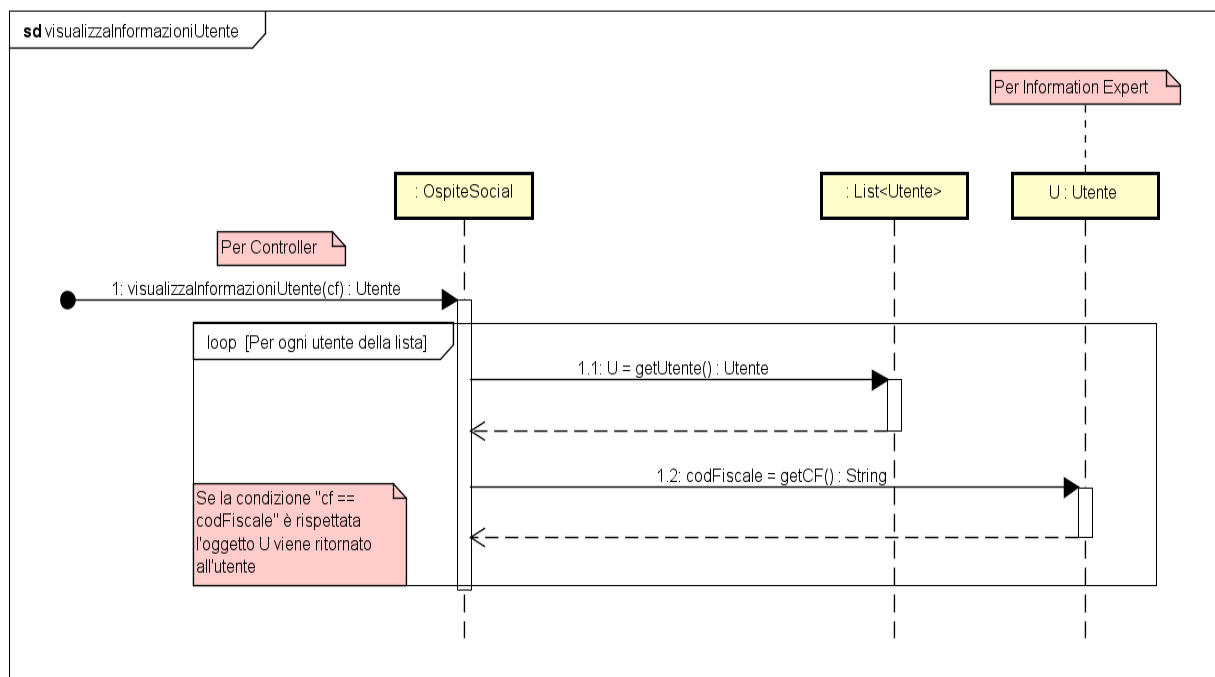 sd visualizzaInformazioniUtente
Per Information Expert
: OspiteSocial
: List<Utente>
U : Utente
Per Controller
1: visualizzaInformazioniUtente(cf) : Utente
loop [Per ogni utente della lista]
1.1: U = getUtente() : Utente
1.2: codFiscale = getCF() : String
Se la condizione "cf ==
codFiscale" è rispettata
l'oggetto U viene ritornato
all'utente